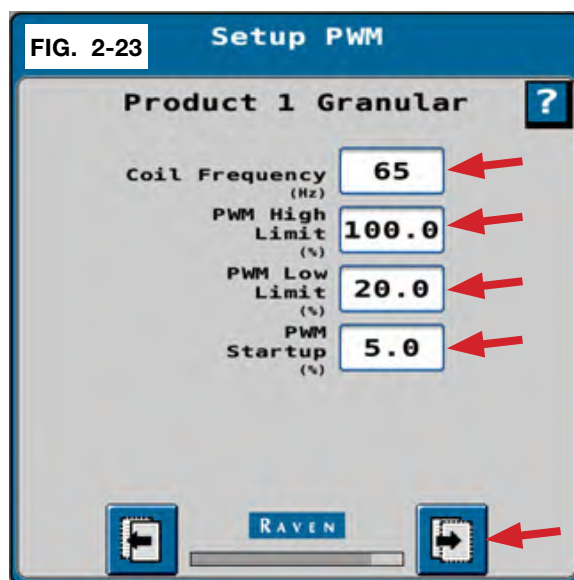 Setup PWM
FIG. 2-23
Product 1 Granular
?
Coil Frequency
(Hz)
65
PWM High
Limit
(%)
100.0
PWM Low
Limit
(%)
20.0
PWM
Startup
(%)
5.0
RAVEN